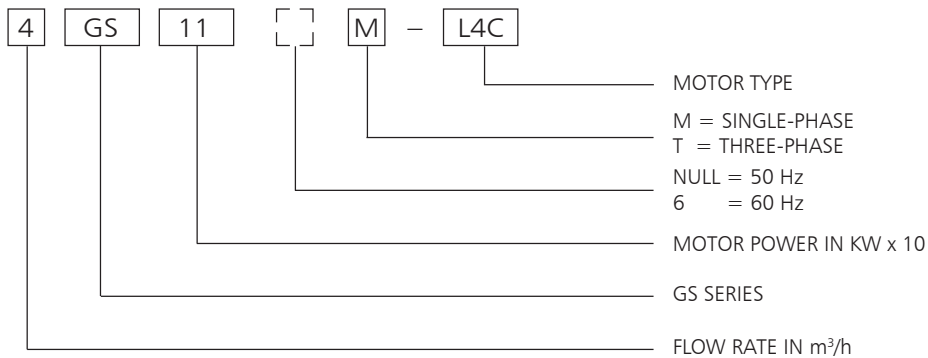 4 GS 11 M – L4C
MOTOR TYPE
M = SINGLE-PHASE
T = THREE-PHASE
NULL = 50 Hz
6 = 60 Hz
MOTOR POWER IN KW x 10
GS SERIES
FLOW RATE IN m³/h